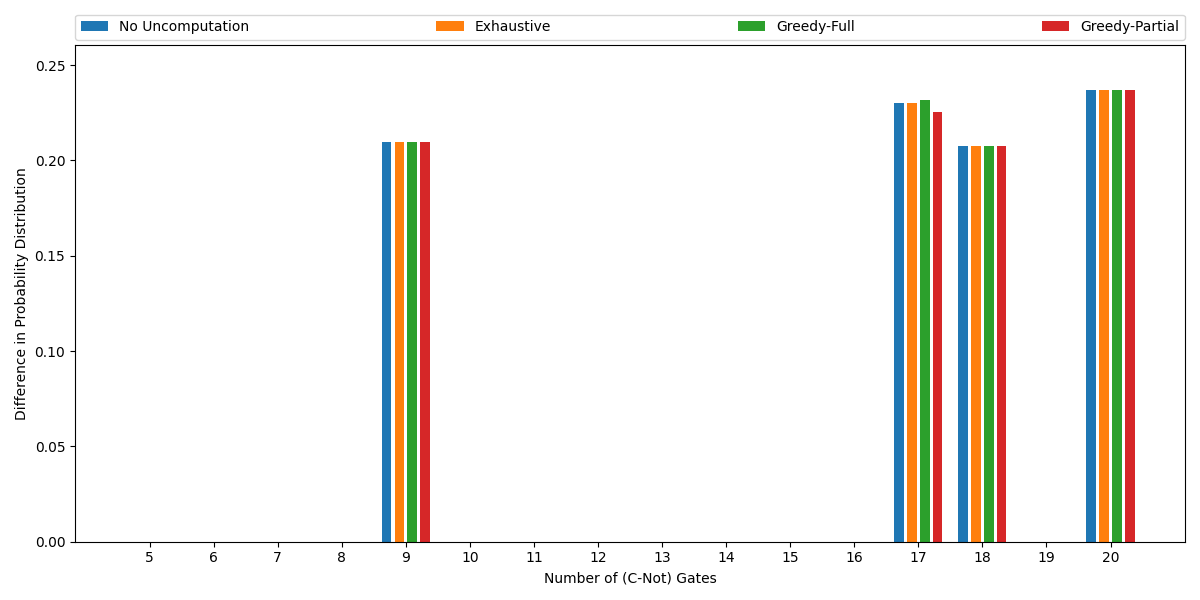 No Uncomputation Exhaustive Greedy-Full Greedy-Partial
Difference in Probability Distribution
0.25
0.20
0.15
0.10
0.05
0.00
5 6 7 8 9 10 11 12 13 14 15 16 17 18 19 20
Number of (C-Not) Gates